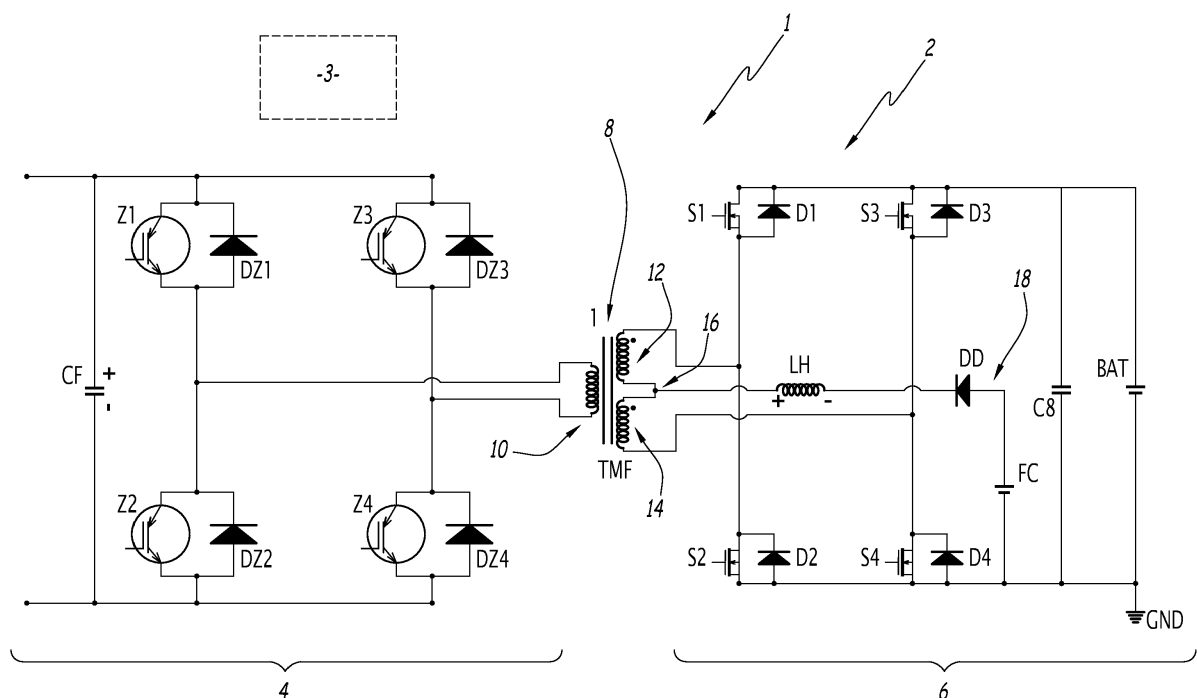 1
-3-
2
8
Z1
Z3
S1
D1
S3
D3
DZ1
DZ3
12
18
1
16
LH
DD
CF
+
-
+
-
BAT
C8
10
TMF
14
FC
Z2
Z4
DZ2
DZ4
S2
D2
S4
D4
GND
4
6